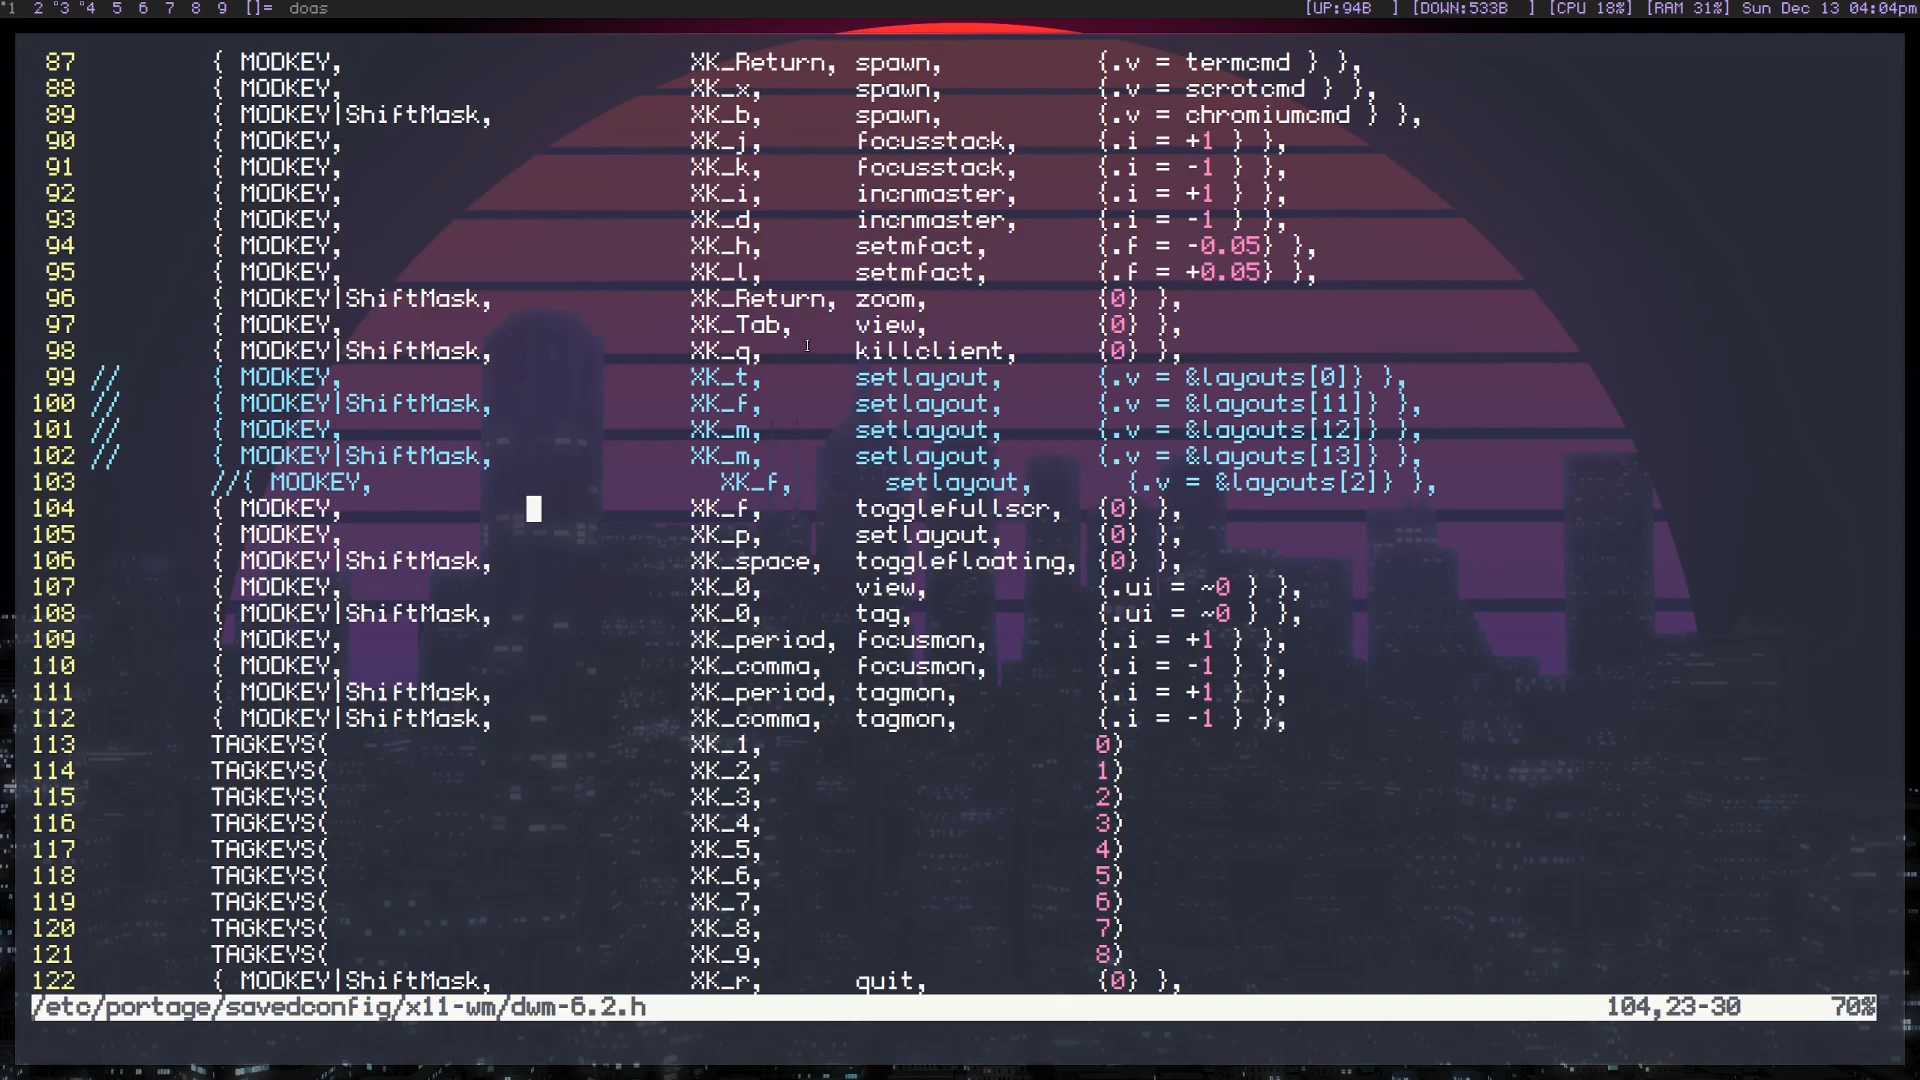 °1 2 °3 °4 5 6 7 8 9 []= doas [UP:94B ] [DOWN:533B ] [CPU 18%] [RAM 31%] Sun Dec 13 04:04pm
87 { MODKEY, XK_Return, spawn, {.v = termcmd } },
88 { MODKEY, XK_x, spawn, {.v = scrotcmd } },
89 { MODKEY|ShiftMask, XK_b, spawn, {.v = chromiumcmd } },
90 { MODKEY, XK_j, focusstack, {.i = +1 } },
91 { MODKEY, XK_k, focusstack, {.i = -1 } },
92 { MODKEY, XK_i, incnmaster, {.i = +1 } },
93 { MODKEY, XK_d, incnmaster, {.i = -1 } },
94 { MODKEY, XK_h, setmfact, {.f = -0.05} },
95 { MODKEY, XK_l, setmfact, {.f = +0.05} },
96 { MODKEY|ShiftMask, XK_Return, zoom, {0} },
97 { MODKEY, XK_Tab, view, {0} },
98 { MODKEY|ShiftMask, XK_q, killclient, {0} },
99 // { MODKEY, XK_t, setlayout, {.v = &layouts[0]} },
100 // { MODKEY|ShiftMask, XK_f, setlayout, {.v = &layouts[11]} },
101 // { MODKEY, XK_m, setlayout, {.v = &layouts[12]} },
102 // { MODKEY|ShiftMask, XK_m, setlayout, {.v = &layouts[13]} },
103 //{ MODKEY, XK_f, setlayout, {.v = &layouts[2]} },
104 { MODKEY, XK_f, togglefullscr, {0} },
105 { MODKEY, XK_p, setlayout, {0} },
106 { MODKEY|ShiftMask, XK_space, togglefloating, {0} },
107 { MODKEY, XK_0, view, {.ui = ~0 } },
108 { MODKEY|ShiftMask, XK_0, tag, {.ui = ~0 } },
109 { MODKEY, XK_period, focusmon, {.i = +1 } },
110 { MODKEY, XK_comma, focusmon, {.i = -1 } },
111 { MODKEY|ShiftMask, XK_period, tagmon, {.i = +1 } },
112 { MODKEY|ShiftMask, XK_comma, tagmon, {.i = -1 } },
113 TAGKEYS( XK_1, 0)
114 TAGKEYS( XK_2, 1)
115 TAGKEYS( XK_3, 2)
116 TAGKEYS( XK_4, 3)
117 TAGKEYS( XK_5, 4)
118 TAGKEYS( XK_6, 5)
119 TAGKEYS( XK_7, 6)
120 TAGKEYS( XK_8, 7)
121 TAGKEYS( XK_9, 8)
122 { MODKEY|ShiftMask, XK_r, quit, {0} },
/etc/portage/savedconfig/x11-wm/dwm-6.2.h 104,23-30 70%